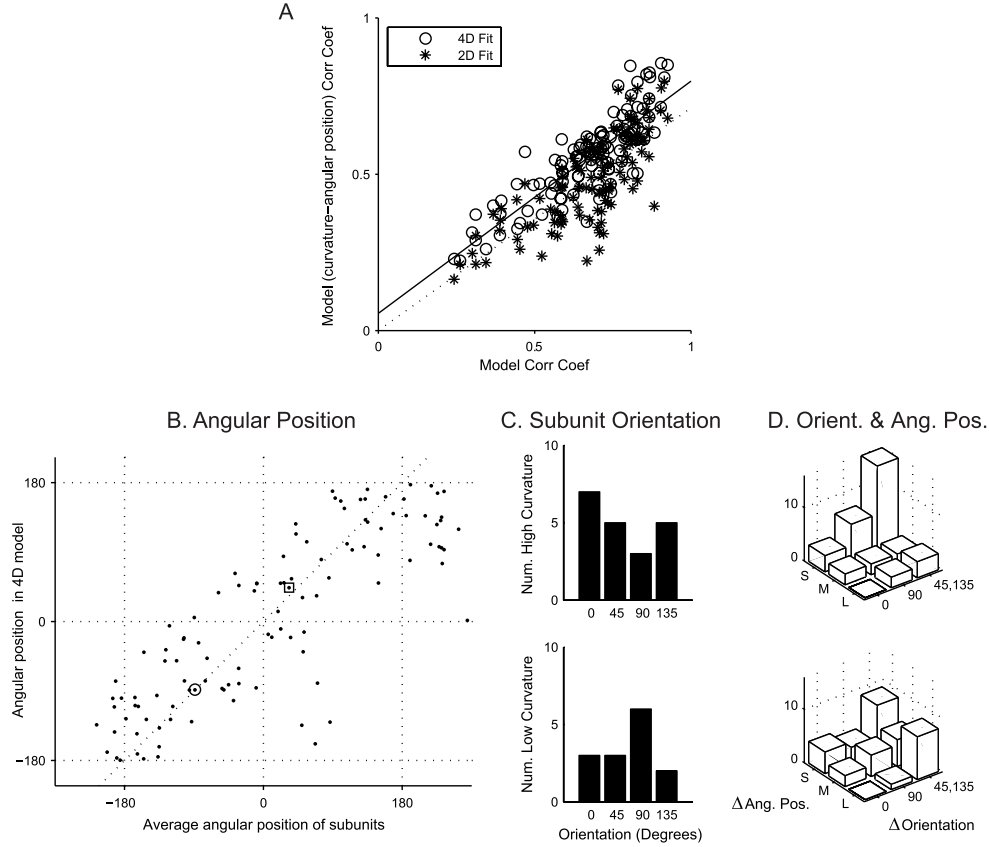 A
1
4D Fit
2D Fit
Model (curvature−angular position) Corr Coef
0.5
0
0
0.5
1
Model Corr Coef
B. Angular Position
180
0
−180
Angular position in 4D model
−180
0
180
Average angular position of subunits
C. Subunit Orientation
10
5
0
Num. High Curvature
0 45 90 135
10
5
0
Num. Low Curvature
0 45 90 135
Orientation (Degrees)
D. Orient. & Ang. Pos.
10
0
S
M
L
0
90
45,135
10
0
S
M
L
0
90
45,135
Δ Ang. Pos.
Δ Orientation